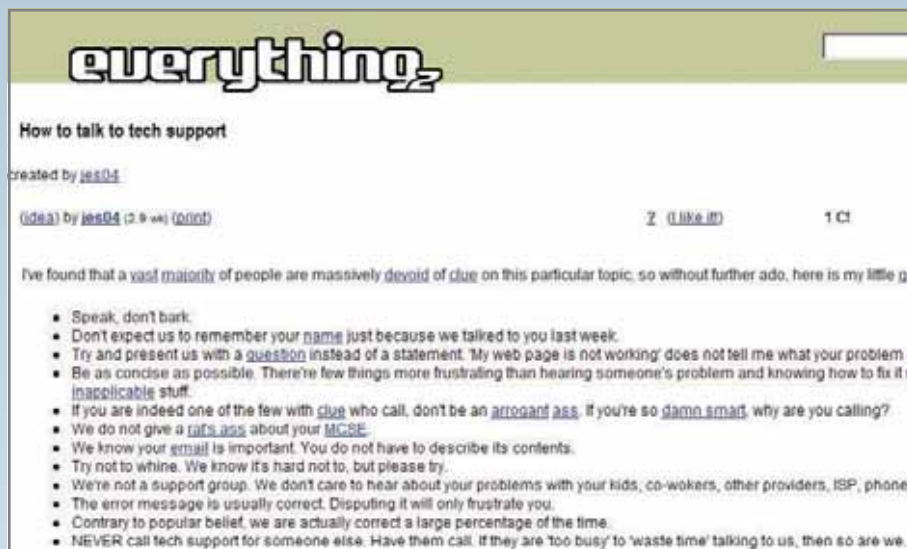 everything2
How to talk to tech support
created by jes04
(idea) by jes04 (2.9 wk) (print) ? (I like it!) 1 C!
I've found that a vast majority of people are massively devoid of clue on this particular topic, so without further ado, here is my little
• Speak, don't bark.
• Don't expect us to remember your name just because we talked to you last week.
• Try and present us with a question instead of a statement. 'My web page is not working' does not tell me what your problem
• Be as concise as possible. There're few things more frustrating than hearing someone's problem and knowing how to fix it
inapplicable stuff.
• If you are indeed one of the few with clue who call, don't be an arrogant ass. If you're so damn smart, why are you calling?
• We do not give a rat's ass about your MCSE.
• We know your email is important. You do not have to describe its contents.
• Try not to whine. We know it's hard not to, but please try.
• We're not a support group. We don't care to hear about your problems with your kids, co-wokers, other providers, ISP, phone
• The error message is usually correct. Disputing it will only frustrate you.
• Contrary to popular belief, we are actually correct a large percentage of the time.
• NEVER call tech support for someone else. Have them call. If they are 'too busy' to 'waste time' talking to us, then so are we.